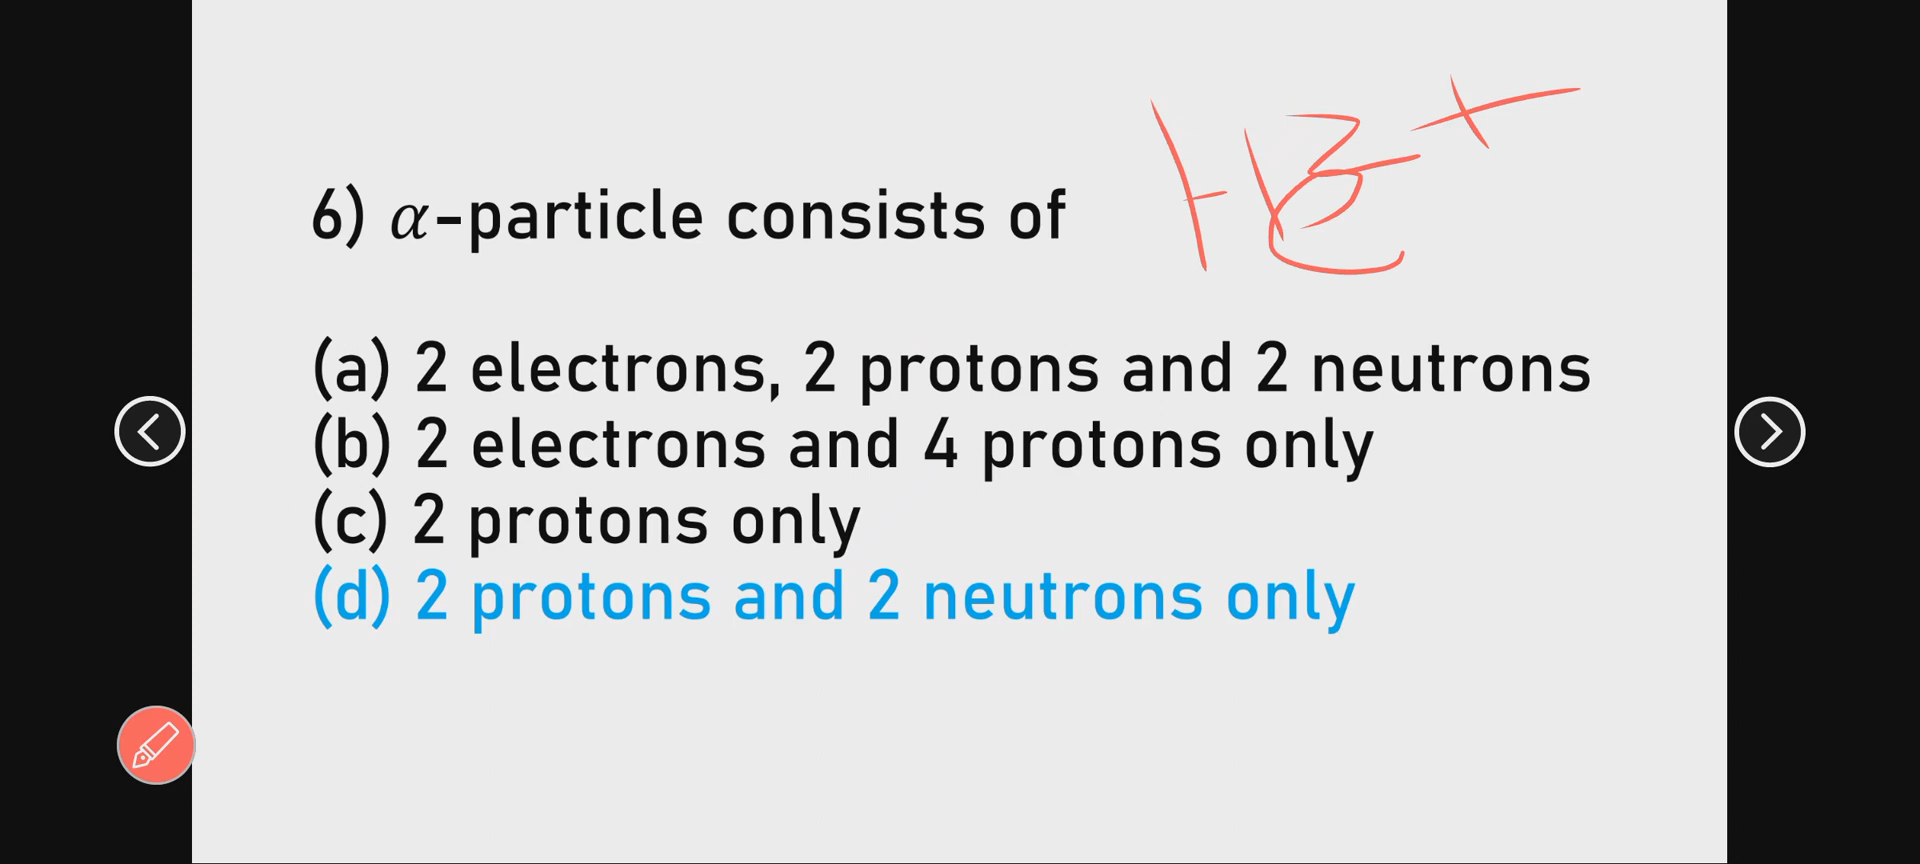 6) α-particle consists of
He²⁺
(a) 2 electrons, 2 protons and 2 neutrons
(b) 2 electrons and 4 protons only
(c) 2 protons only
(d) 2 protons and 2 neutrons only